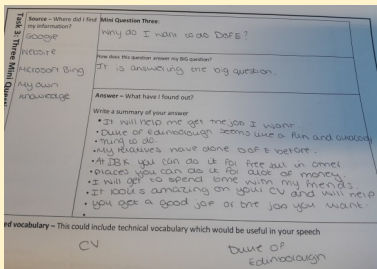 Task 3: Three Mini Ques
Source – Where did I find my information?
Google
Website
Microsoft Bing
My own knowledge
Mini Question Three:
Why do I want to do DofE?
How does this question answer my BIG question?
It is answering the big question.
Answer – What have I found out?
Write a summary of your answer
• It will help me get the job I want.
• Duke of Edinborough seems like a fun and
• thing to do.
• My relatives have done DofE before.
• At JBK you can do it for free but in other
• places you can do it for alot of money.
• I will get to spend time with my friends
• It looks amazing on your CV and will help
• you get a good job or the job you want.
•
ed vocabulary – This could include technical vocabulary which would be useful in your speech
CV
Duke OF
Edinborough